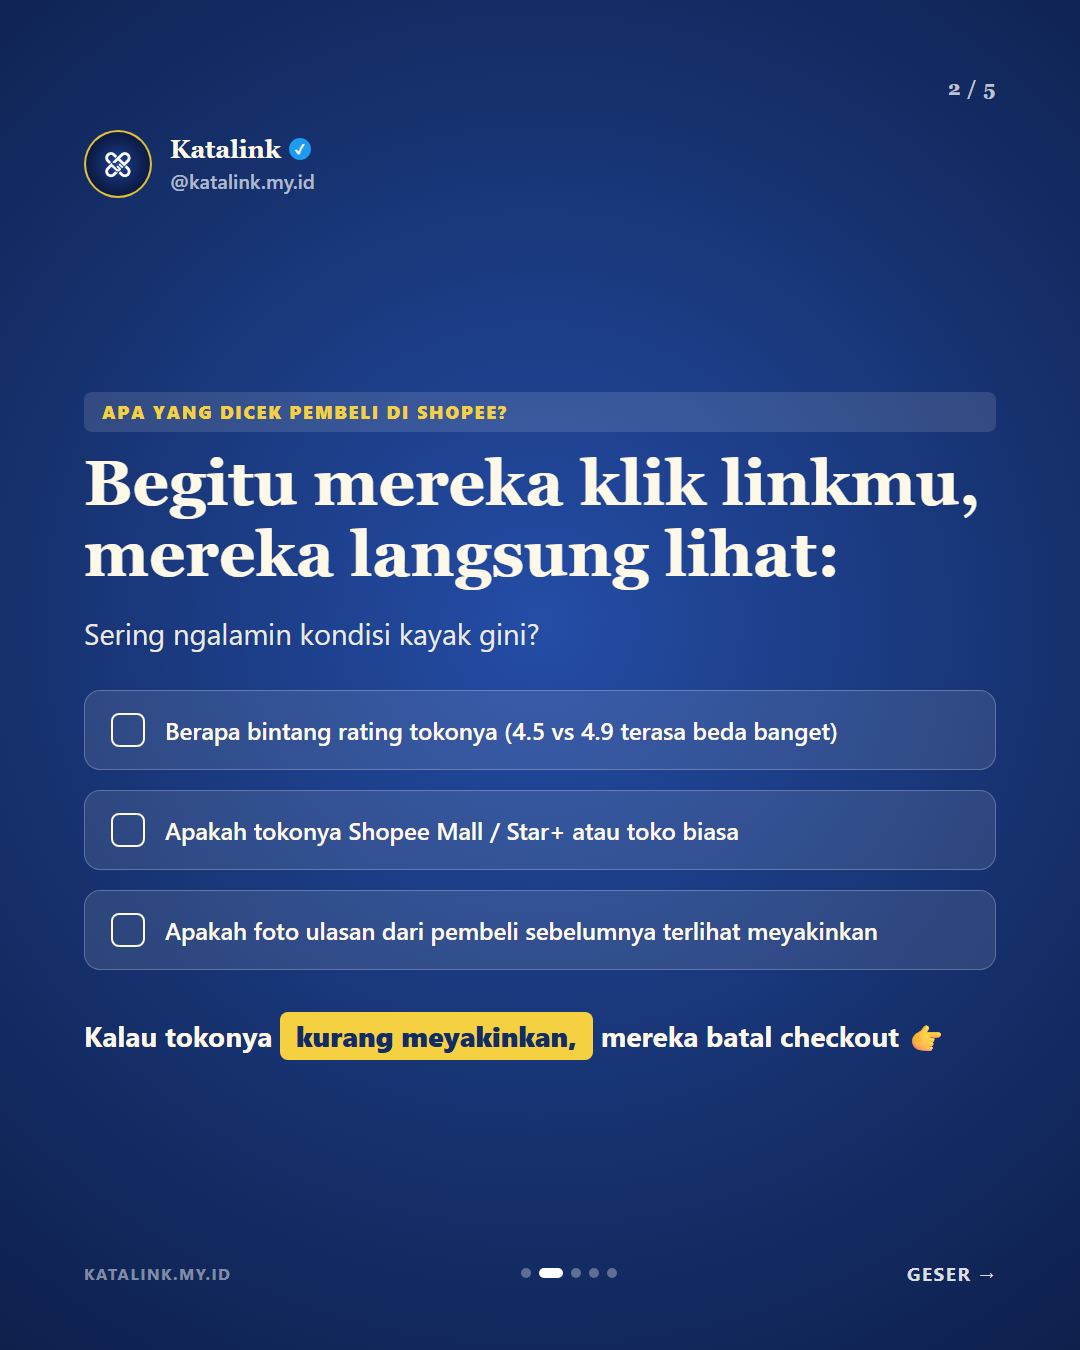 2 / 5
Katalink
@katalink.my.id
APA YANG DICEK PEMBELI DI SHOPEE?
Begitu mereka klik linkmu,
mereka langsung lihat:
Sering ngalamin kondisi kayak gini?
Berapa bintang rating tokonya (4.5 vs 4.9 terasa beda banget)
Apakah tokonya Shopee Mall / Star+ atau toko biasa
Apakah foto ulasan dari pembeli sebelumnya terlihat meyakinkan
Kalau tokonya kurang meyakinkan, mereka batal checkout 👉
KATALINK.MY.ID
GESER →